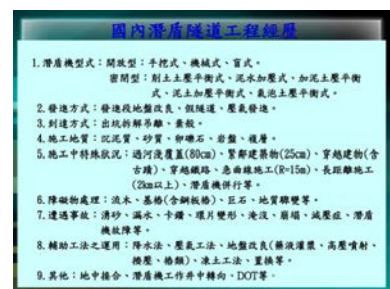 國內潛盾隧道工程經歷
1. 潛盾機型式：開放型：手挖式、機械式、盲式。
密閉型：削土土壓平衡式、泥水加壓式、加泥土壓平衡
式、泥土加壓平衡式、氣泡土壓平衡式。
2. 發進方式：發進段地盤改良、假隧道、壓氣發進。
3. 到達方式：出坑拆解吊離、棄殼。
4. 施工地質：沉泥質、砂質、卵礫石、岩盤、複層。
5. 施工中特殊狀況：過河淺覆蓋(80cm)、緊鄰建築物(25cm)、穿越建物(含
古蹟)、穿越鐵路、急曲線施工(R=15m)、長距離施工
(2km以上)、潛盾機併行等。
6. 障礙物處理：流木、基樁(含鋼板樁)、巨石、地質驟變等。
7. 遭遇事故：湧砂、漏水、卡鑽、環片變形、淹沒、崩塌、減壓症、潛盾
機故障等。
8. 輔助工法之運用：降水法、壓氣工法、地盤改良(藥液灌漿、高壓噴射、
擠壓、樁類)、凍土工法、置換等。
9. 其他：地中接合、潛盾機工作井中轉向、DOT等。